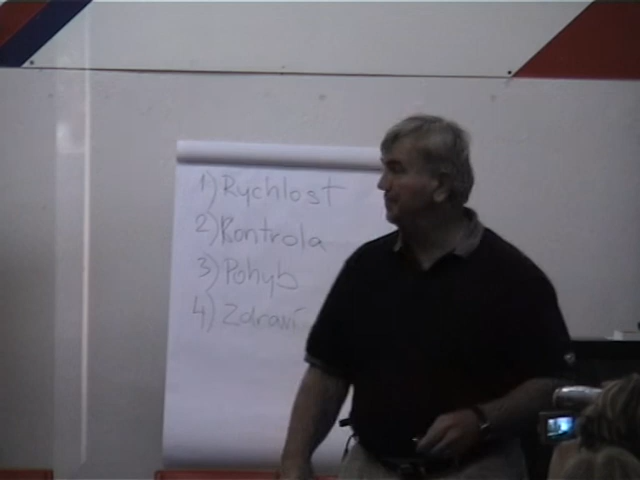 1) Rychlost
2) Kontrola
3) Pohyb
4) Zdraví